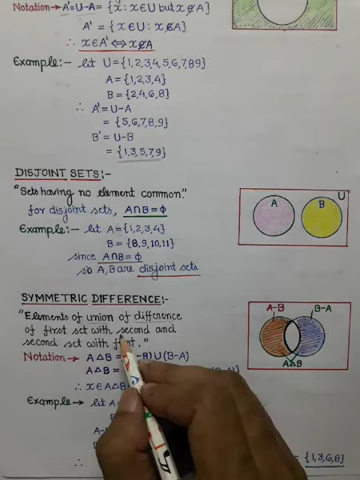 Notation→ A'=U-A= {x: x∈U but x∉A}
A' = {x∈U : x∉A}
∴ x∈A' ⇔ x∉A
Example:- let U={1,2,3,4,5,6,7,8,9}
A={1,2,3,4}
B={2,4,6,8}
∴ A'=U-A
={5,6,7,8,9}
B'=U-B
={1,3,5,7,9}
DISJOINT SETS:-
"Sets having no element common."
for disjoint sets, A∩B=ϕ
Example:- let A={1,2,3,4}
B={8,9,10,11}
since A∩B=ϕ
so A,B are disjoint sets
U
A B
SYMMETRIC DIFFERENCE:-
"Elements of union of difference
of first set with second and
second set with first."
Notation → A∆B = -B)U(B-A)
A∆B =
∴ x∈A∆B
Example → let A=
A-
∴
={1,3,6,8}
A-B B-A
A∆B